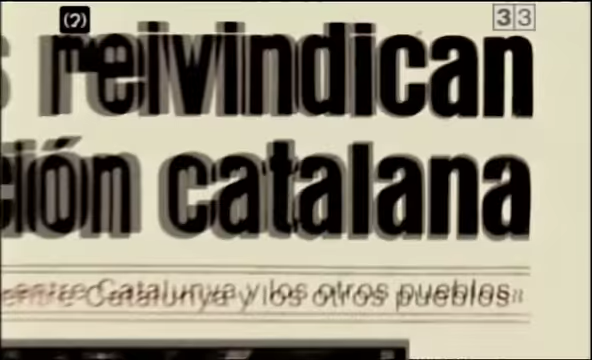 (2) 33
reivindican
ción catalana
entre Catalunya y los otros pueblos»